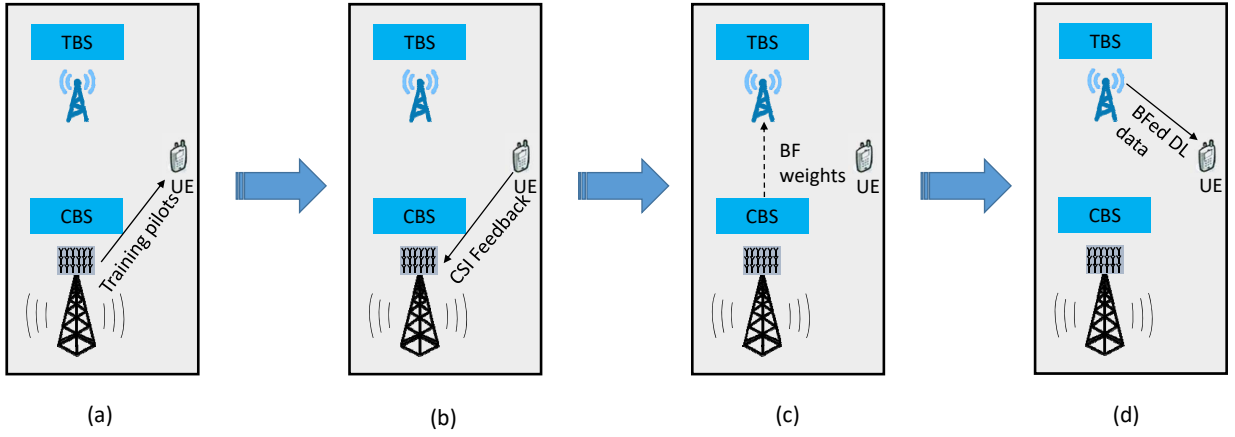 TBS
UE
CBS
Training pilots
(a)
TBS
UE
CBS
CSI Feedback
(b)
TBS
BF
weights
UE
CBS
(c)
TBS
BFed DL
data
UE
CBS
(d)